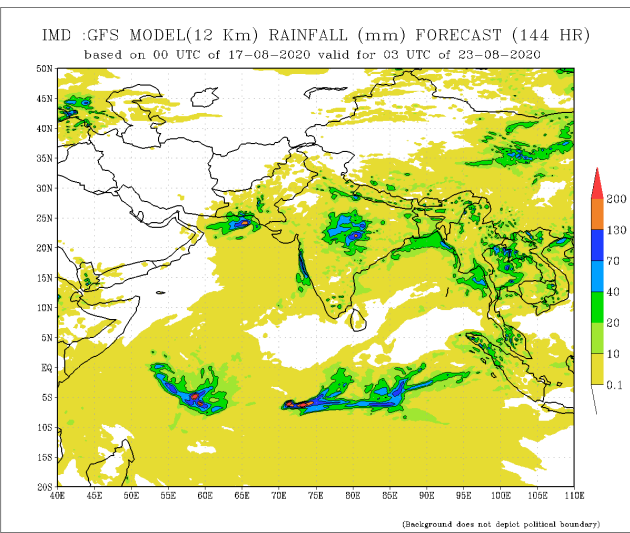 IMD :GFS MODEL(12 Km) RAINFALL (mm) FORECAST (144 HR)
based on 00 UTC of 17-08-2020 valid for 03 UTC of 23-08-2020
50N
45N
40N
35N
30N
25N
20N
15N
10N
5N
EQ
5S
10S
15S
20S
40E 45E 50E 55E 60E 65E 70E 75E 80E 85E 90E 95E 100E 105E 110E
200
130
70
40
20
10
0.1
(Background does not depict political boundary)